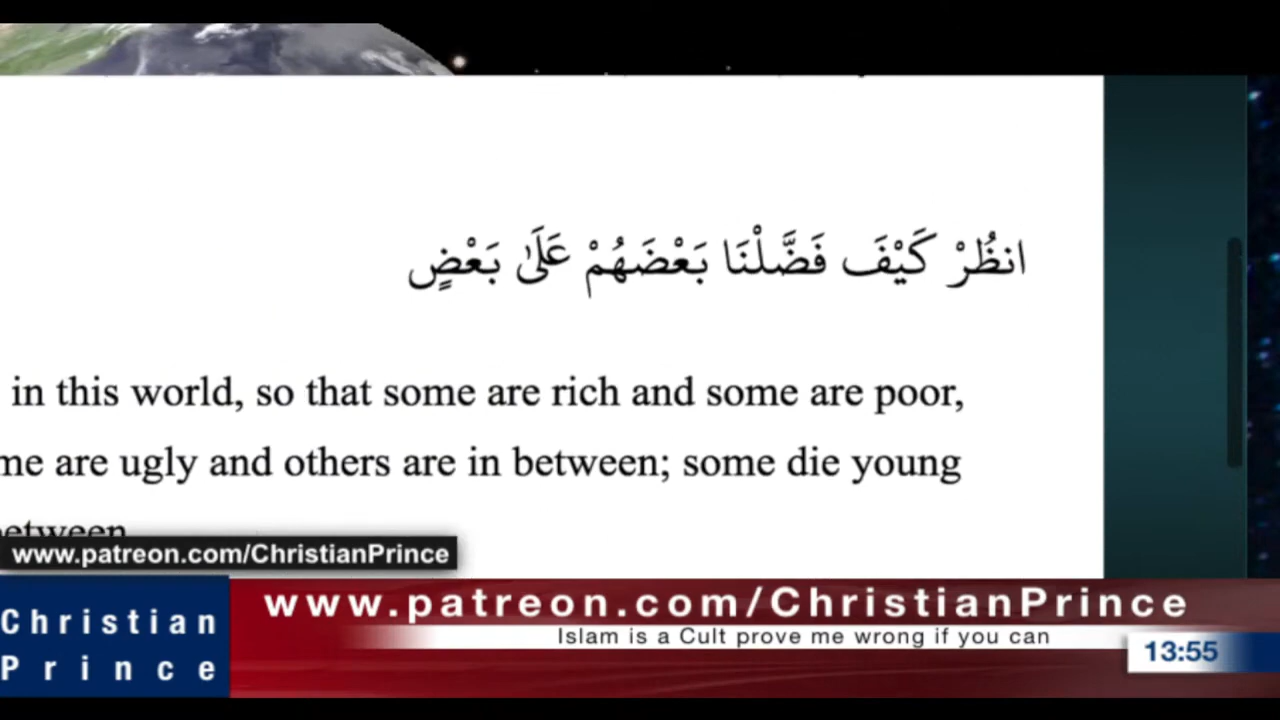 انظُرْ كَيْفَ فَضَّلْنَا بَعْضَهُمْ عَلَىٰ بَعْضٍ
in this world, so that some are rich and some are poor,
are ugly and others are in between; some die young
www.patreon.com/ChristianPrince
Christian
Prince
www.patreon.com/ChristianPrince
Islam is a Cult prove me wrong if you can
13:55